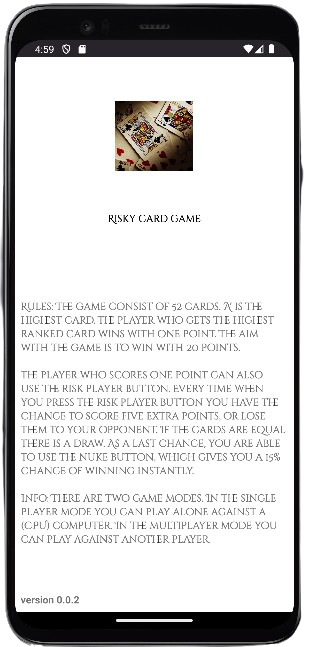 4:59
Risky Card Game
Rules: The game consist of 52 cards. A is the
highest card. The player who gets the highest
ranked card wins with one point. The aim
with the game is to win with 20 points.
The player who scores one point can also
use the risk player button. Every time when
you press the risk player button you have the
change to score five extra points, or lose
them to your opponent. If the cards are equal
there is a draw. As a last chance, you are able
to use the nuke button, which gives you a 15%
change of winning instantly.
Info: There are two game modes. In the single
player mode you can play alone against a
(CPU) computer. In the multiplayer mode you
can play against another player.
version 0.0.2